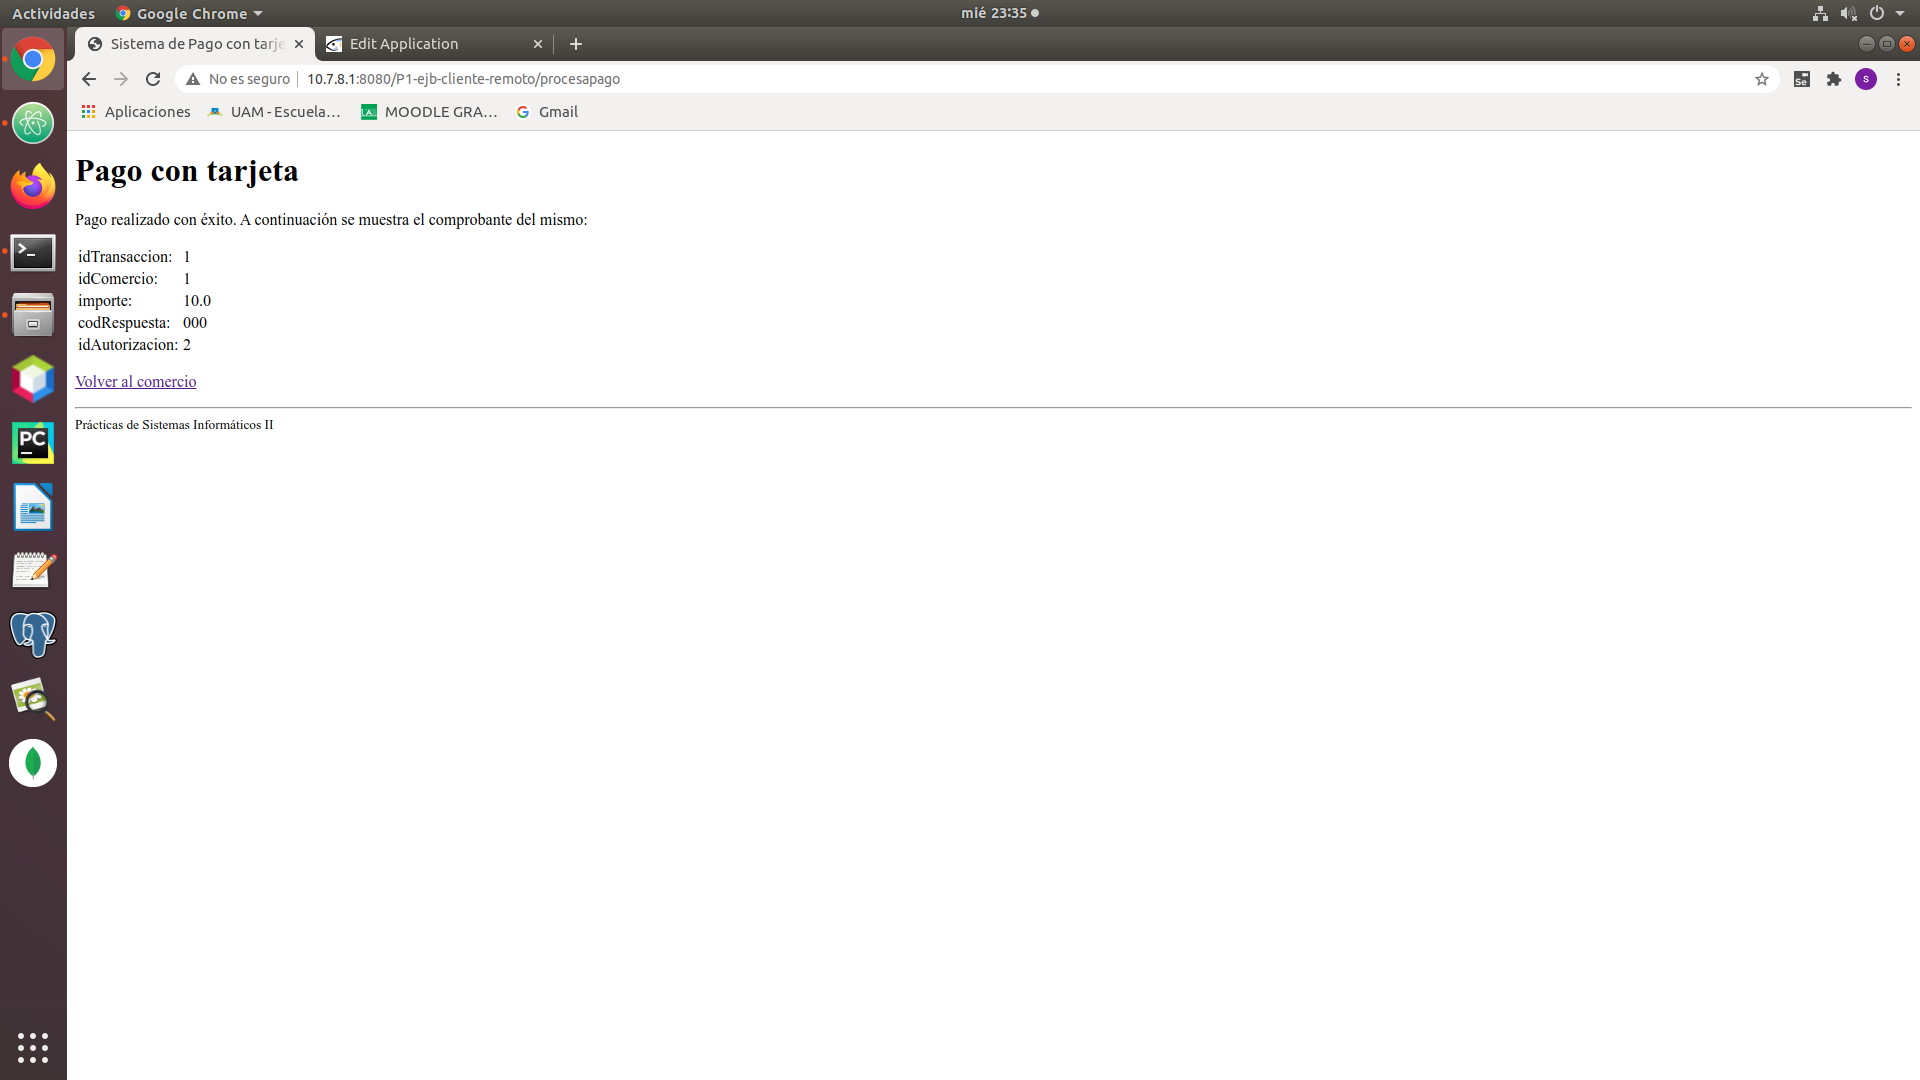 Actividades Google Chrome mié 23:35
Sistema de Pago con tarje Edit Application
No es seguro 10.7.8.1:8080/P1-ejb-cliente-remoto/procesapago
Se S
Aplicaciones UAM - Escuela… MOODLE GRA… Gmail
Pago con tarjeta
Pago realizado con éxito. A continuación se muestra el comprobante del mismo:
idTransaccion: 1
idComercio: 1
importe: 10.0
codRespuesta: 000
idAutorizacion: 2
Volver al comercio
Prácticas de Sistemas Informáticos II
PC